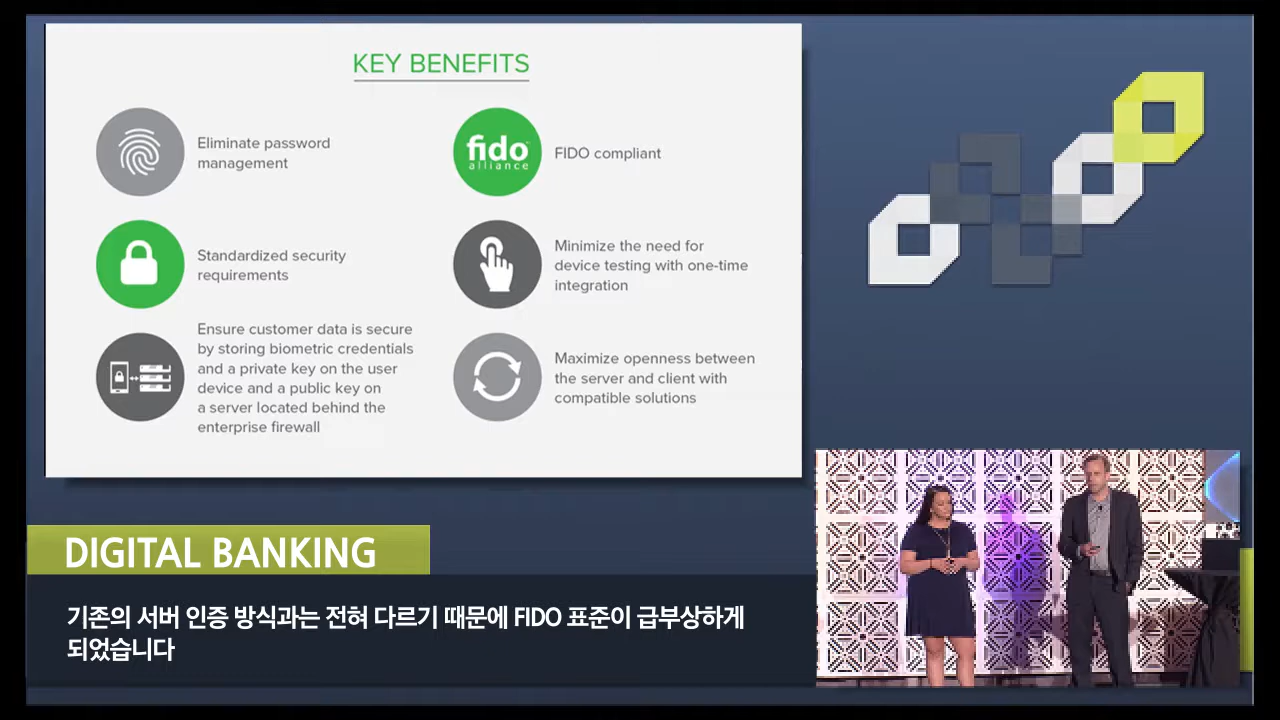 KEY BENEFITS
Eliminate password
management
fido
alliance
FIDO compliant
Standardized security
requirements
Minimize the need for
device testing with one-time
integration
Ensure customer data is secure
by storing biometric credentials
and a private key on the user
device and a public key on
a server located behind the
enterprise firewall
Maximize openness between
the server and client with
compatible solutions
DIGITAL BANKING
기존의 서버 인증 방식과는 전혀 다르기 때문에 FIDO 표준이 급부상하게
되었습니다